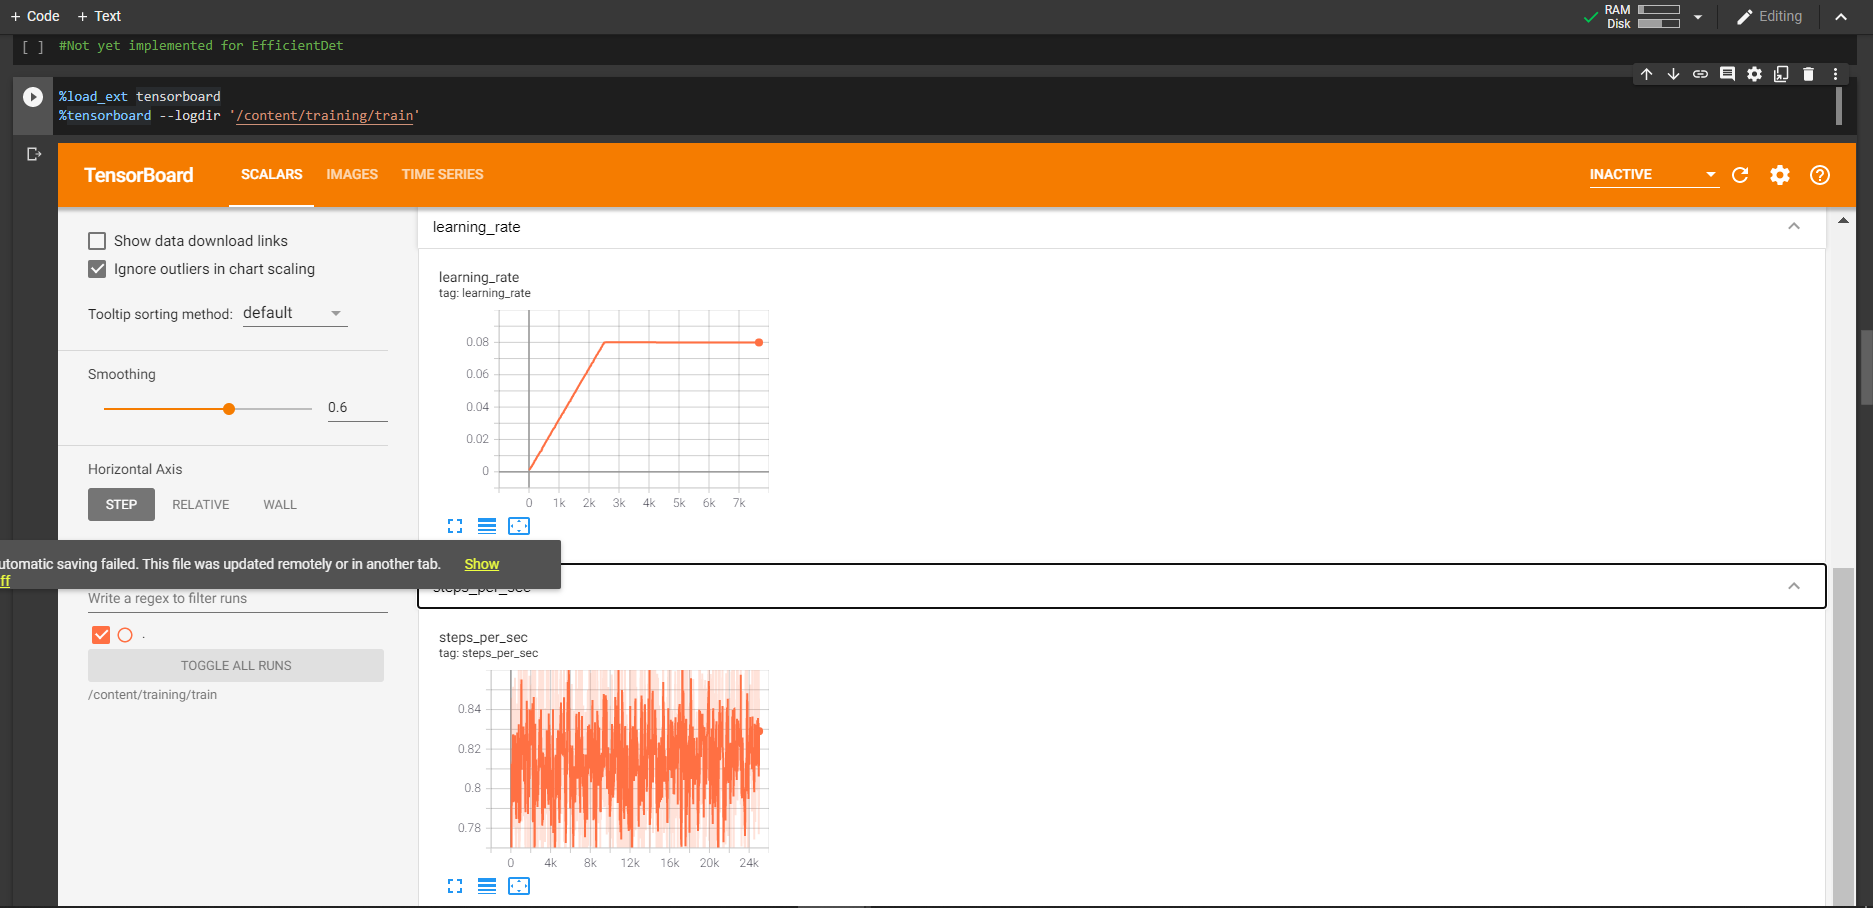 + Code + Text
RAM
Disk
Editing
[ ] #Not yet implemented for EfficientDet
%load_ext tensorboard
%tensorboard --logdir '/content/training/train'
TensorBoard SCALARS IMAGES TIME SERIES INACTIVE
Show data download links
Ignore outliers in chart scaling
Tooltip sorting method: default
Smoothing
0.6
Horizontal Axis
STEP RELATIVE WALL
utomatic saving failed. This file was updated remotely or in another tab. Show
ff
Write a regex to filter runs
.
TOGGLE ALL RUNS
/content/training/train
learning_rate
learning_rate
tag: learning_rate
0.08
0.06
0.04
0.02
0
0 1k 2k 3k 4k 5k 6k 7k
steps_per_sec
steps_per_sec
tag: steps_per_sec
0.84
0.82
0.8
0.78
0 4k 8k 12k 16k 20k 24k